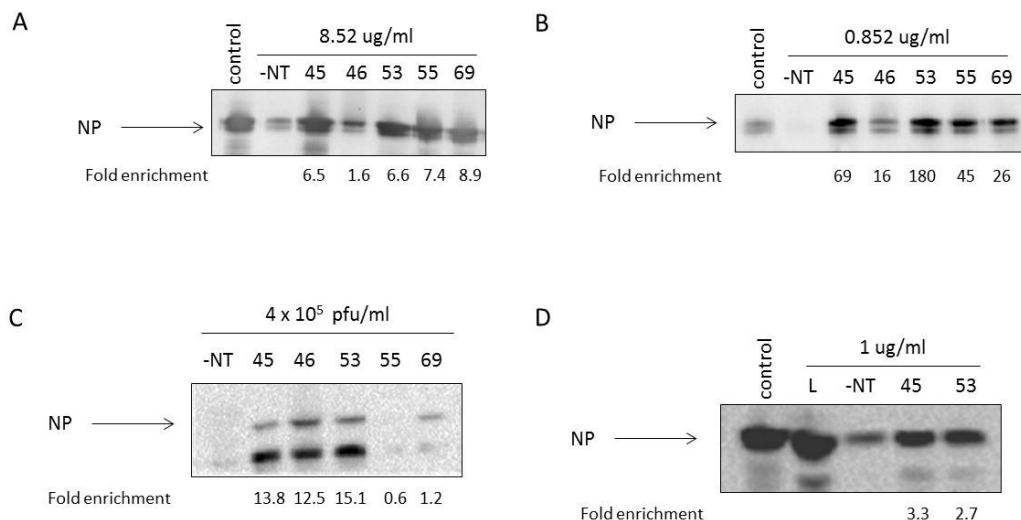 A
control
8.52 ug/ml
-NT 45 46 53 55 69
NP
Fold enrichment 6.5 1.6 6.6 7.4 8.9
B
control
0.852 ug/ml
-NT 45 46 53 55 69
NP
Fold enrichment 69 16 180 45 26
C
4 x 10⁵ pfu/ml
-NT 45 46 53 55 69
NP
Fold enrichment 13.8 12.5 15.1 0.6 1.2
D
control
1 ug/ml
L -NT 45 53
NP
Fold enrichment 3.3 2.7